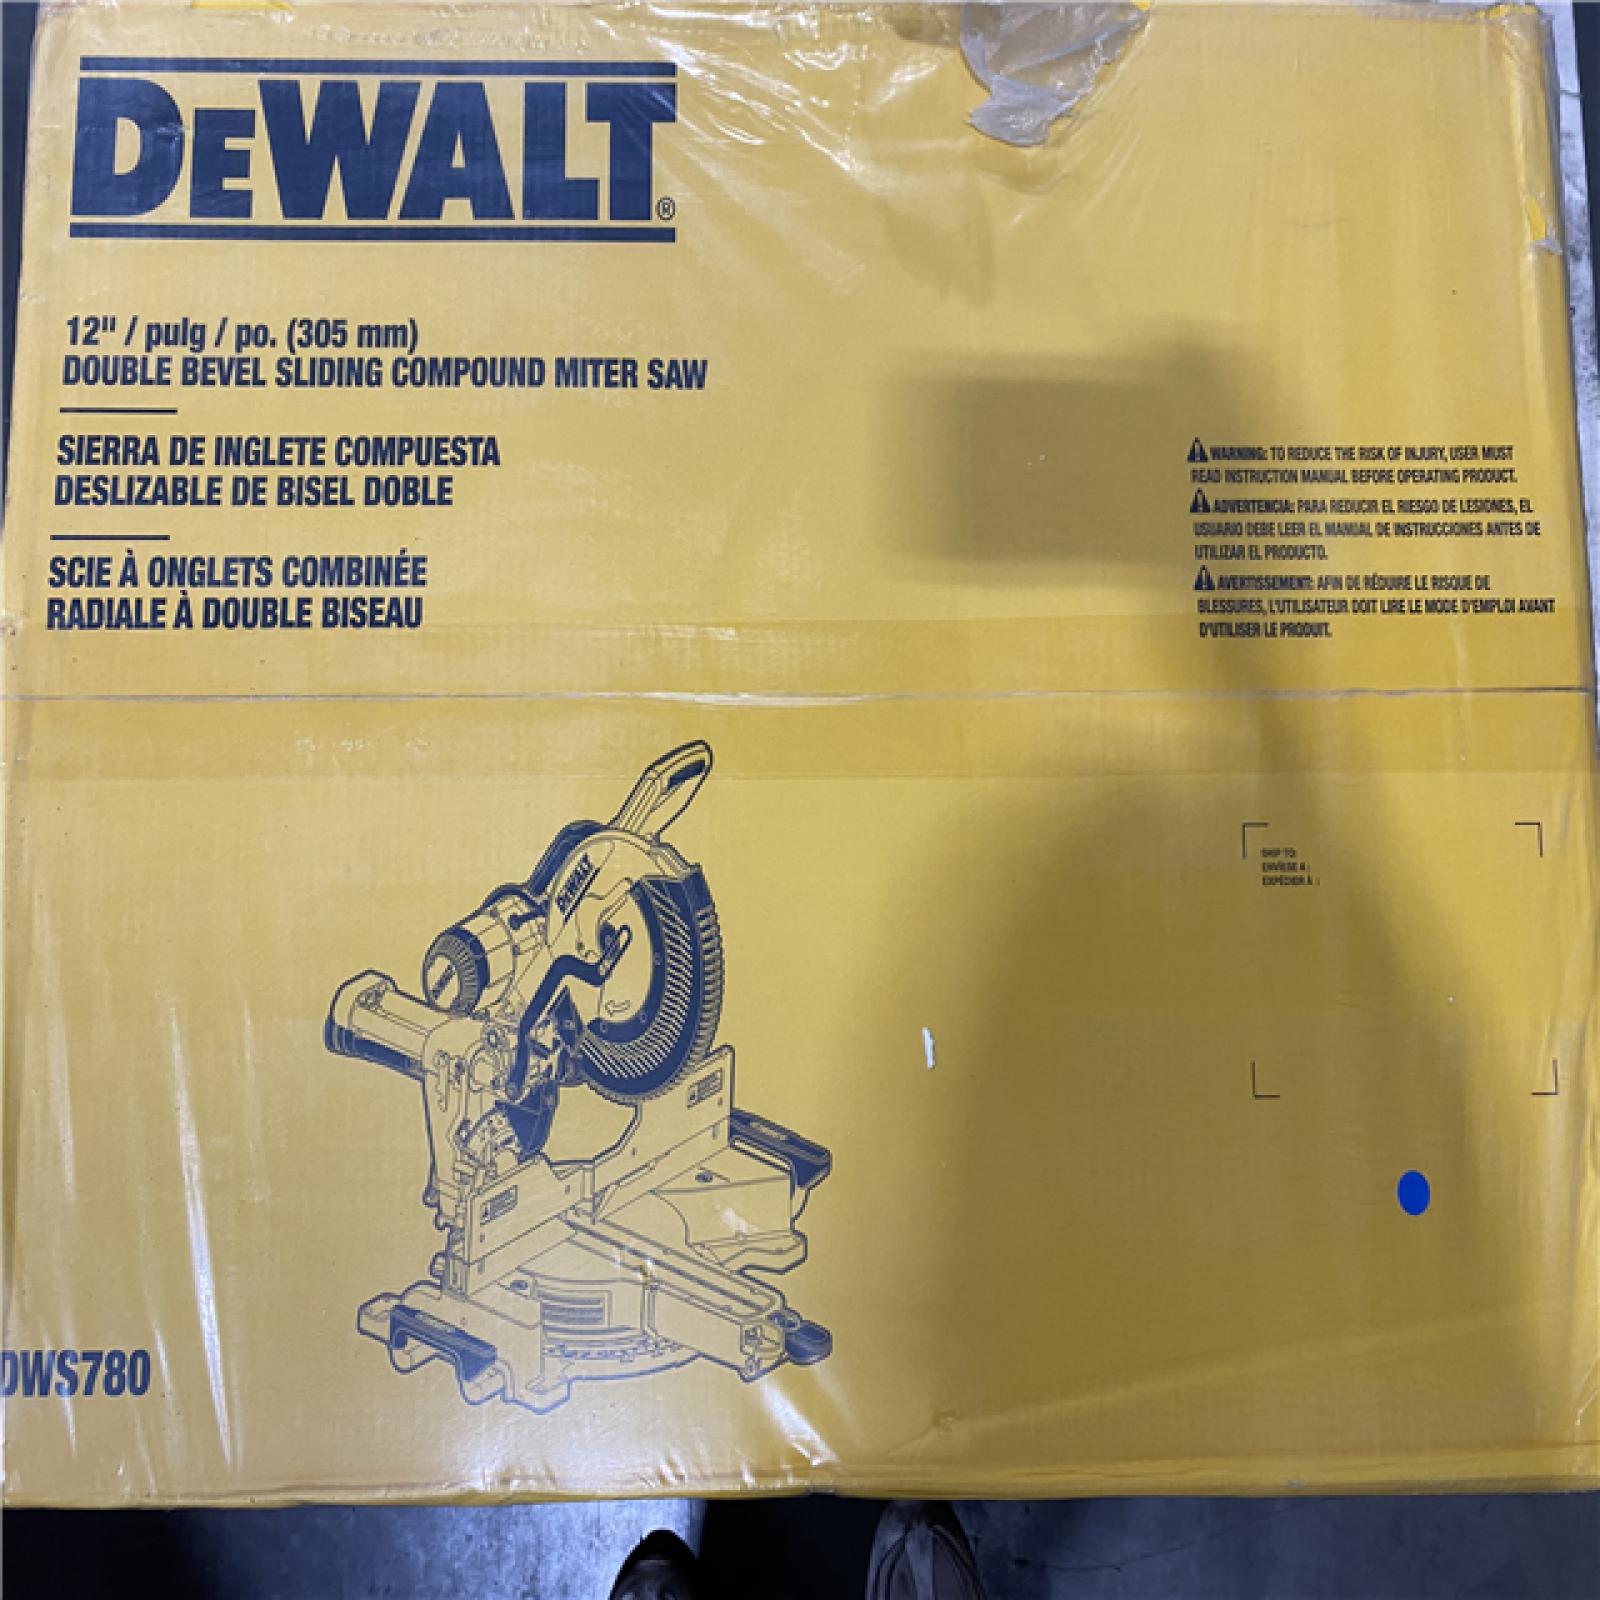 DEWALT®
12" / pulg / po. (305 mm)
DOUBLE BEVEL SLIDING COMPOUND MITER SAW
SIERRA DE INGLETE COMPUESTA
DESLIZABLE DE BISEL DOBLE
SCIE À ONGLETS COMBINÉE
RADIALE À DOUBLE BISEAU
WARNING: TO REDUCE THE RISK OF INJURY, USER MUST
READ INSTRUCTION MANUAL BEFORE OPERATING PRODUCT.
ADVERTENCIA: PARA REDUCIR EL RIESGO DE LESIONES, EL
USUARIO DEBE LEER EL MANUAL DE INSTRUCCIONES ANTES DE
UTILIZAR EL PRODUCTO.
AVERTISSEMENT: AFIN DE RÉDUIRE LE RISQUE DE
BLESSURES, L'UTILISATEUR DOIT LIRE LE MODE D'EMPLOI AVANT
D'UTILISER LE PRODUIT.
SHIP TO:
ENVÍESE A :
EXPÉDIER À :
DEWALT
DWS780